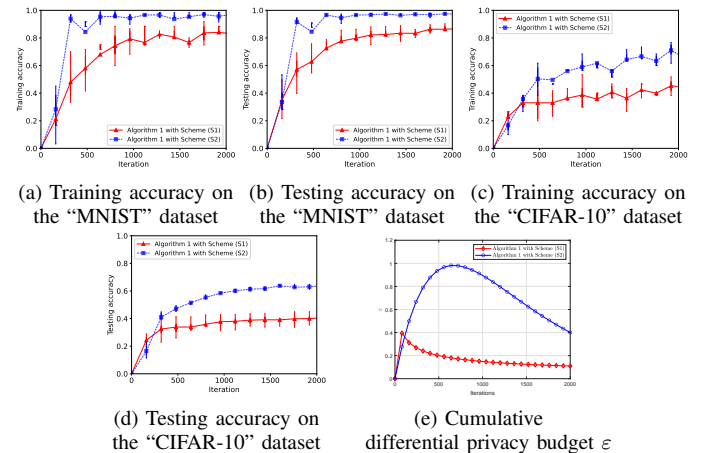 1.0
0.8
0.6
0.4
0.2
0.0
Training accuracy
Algorithm 1 with Scheme (S1)
Algorithm 1 with Scheme (S2)
0 500 1000 1500 2000
Iteration
1.0
0.8
0.6
0.4
0.2
0.0
Testing accuracy
Algorithm 1 with Scheme (S1)
Algorithm 1 with Scheme (S2)
0 500 1000 1500 2000
Iteration
1.0
0.8
0.6
0.4
0.2
0.0
Training accuracy
Algorithm 1 with Scheme (S1)
Algorithm 1 with Scheme (S2)
0 500 1000 1500 2000
Iteration
(a) Training accuracy on
the “MNIST” dataset
(b) Testing accuracy on
the “MNIST” dataset
(c) Training accuracy on
the “CIFAR-10” dataset
1.0
0.8
0.6
0.4
0.2
0.0
Testing accuracy
Algorithm 1 with Scheme (S1)
Algorithm 1 with Scheme (S2)
0 500 1000 1500 2000
Iteration
1.2
1
0.8
0.6
0.4
0.2
0
Algorithm 1 with Scheme (S1)
Algorithm 1 with Scheme (S2)
0 500 1000 1500 2000
Iterations
(d) Testing accuracy on
the “CIFAR-10” dataset
(e) Cumulative
differential privacy budget ε